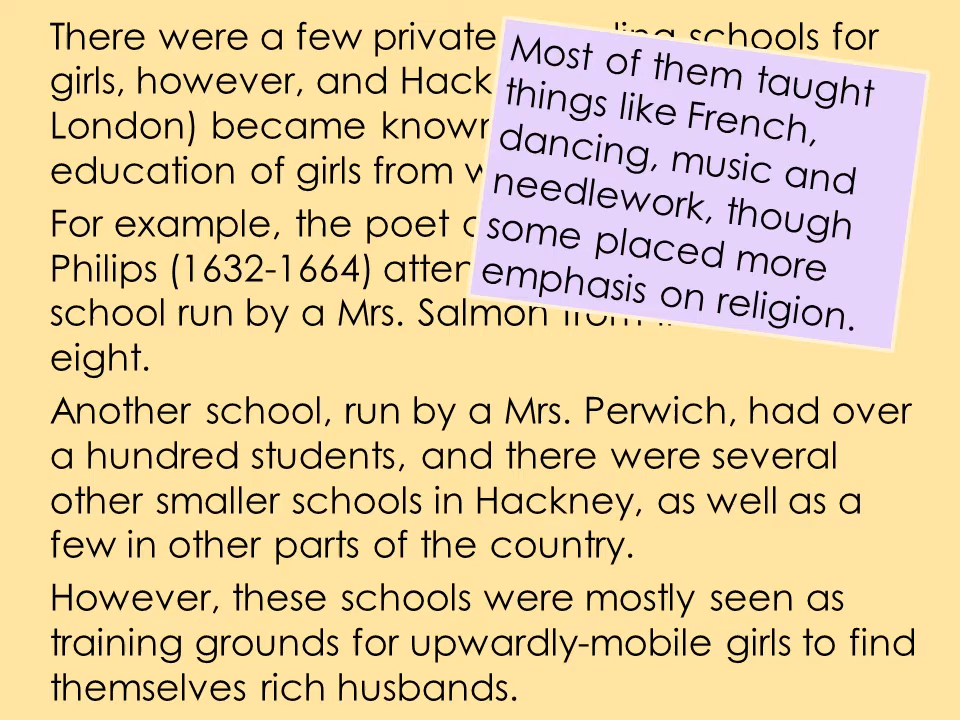 There were a few private schools for
girls, however, and
London) became known
education of girls from
For example, the poet
Philips (1632-1664)
school run by a Mrs. Salmon from
eight.
Another school, run by a Mrs. Perwich, had over
a hundred students, and there were several
other smaller schools in Hackney, as well as a
few in other parts of the country.
However, these schools were mostly seen as
training grounds for upwardly-mobile girls to find
themselves rich husbands.
Most of them taught
things like French,
dancing, music and
needlework, though
some placed more
emphasis on religion.